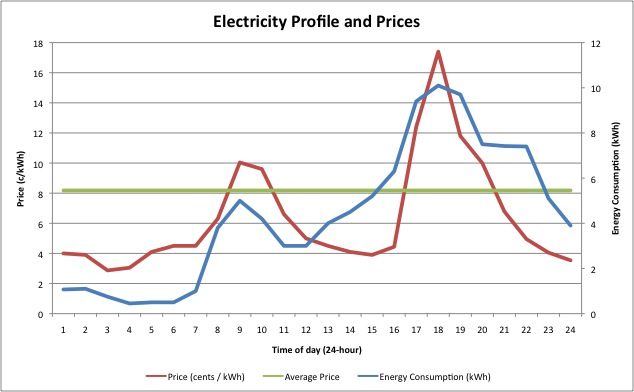 Electricity Profile and Prices
Price (c/kWh)
18
16
14
12
10
8
6
4
2
0
12
10
8
6
4
2
0
Energy Consumption (kWh)
1 2 3 4 5 6 7 8 9 10 11 12 13 14 15 16 17 18 19 20 21 22 23 24
Time of day (24-hour)
Price (cents / kWh) Average Price Energy Consumption (kWh)